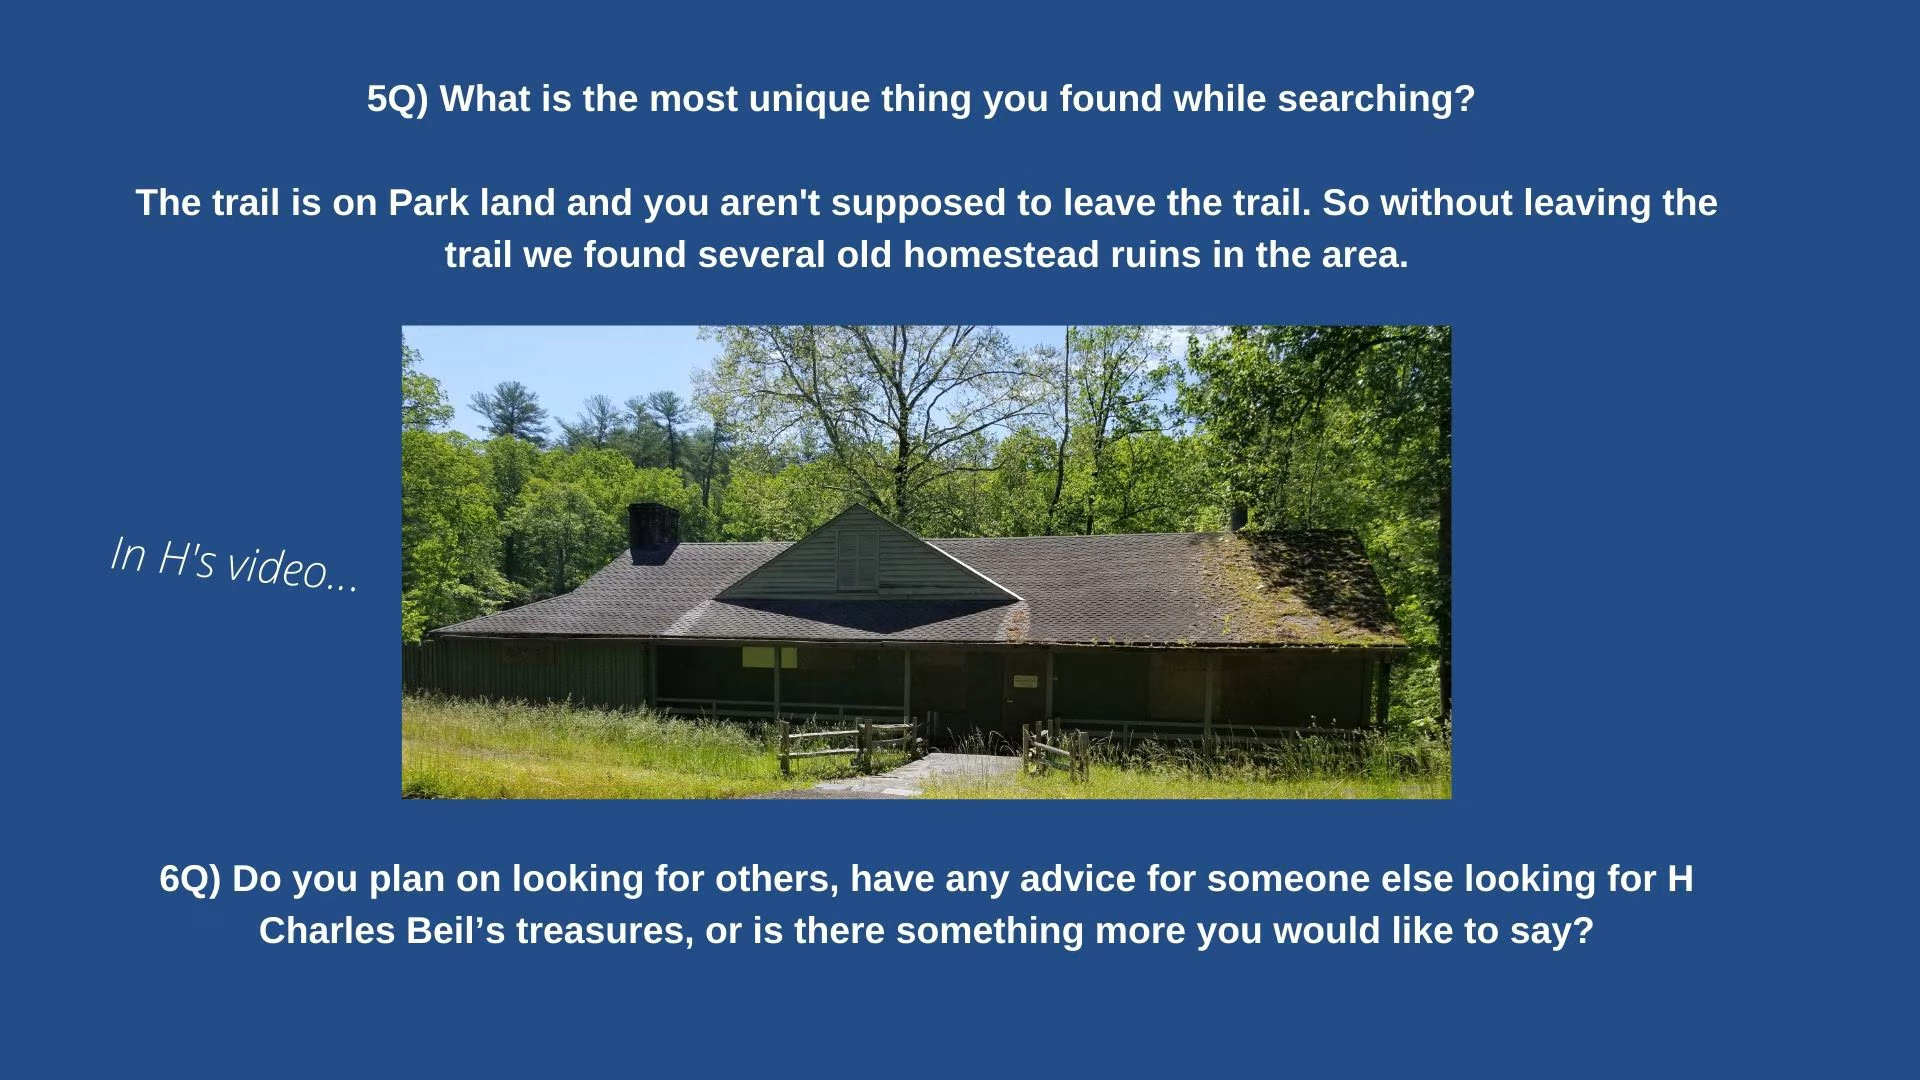 5Q) What is the most unique thing you found while searching?
The trail is on Park land and you aren't supposed to leave the trail. So without leaving the
trail we found several old homestead ruins in the area.
In H's video...
6Q) Do you plan on looking for others, have any advice for someone else looking for H
Charles Beil’s treasures, or is there something more you would like to say?